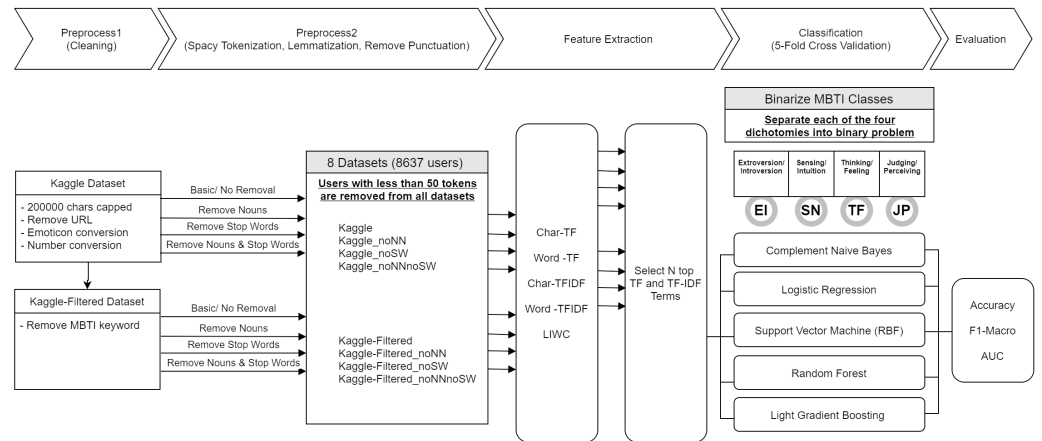 Preprocess1
(Cleaning)
Preprocess2
(Spacy Tokenization, Lemmatization, Remove Punctuation)
Feature Extraction
Classification
(5-Fold Cross Validation)
Evaluation
Kaggle Dataset
- 200000 chars capped
- Remove URL
- Emoticon conversion
- Number conversion
Kaggle-Filtered Dataset
- Remove MBTI keyword
Basic/ No Removal
Remove Nouns
Remove Stop Words
Remove Nouns & Stop Words
Basic/ No Removal
Remove Nouns
Remove Stop Words
Remove Nouns & Stop Words
8 Datasets (8637 users)
Users with less than 50 tokens
are removed from all datasets
Kaggle
Kaggle_noNN
Kaggle_noSW
Kaggle_noNNnoSW
Kaggle-Filtered
Kaggle-Filtered_noNN
Kaggle-Filtered_noSW
Kaggle-Filtered_noNNnoSW
Char-TF
Word -TF
Char-TFIDF
Word -TFIDF
LIWC
Select N top
TF and TF-IDF
Terms
Binarize MBTI Classes
Separate each of the four
dichotomies into binary problem
Extroversion/
Introversion
Sensing/
Intuition
Thinking/
Feeling
Judging/
Perceiving
EI
SN
TF
JP
Complement Naive Bayes
Logistic Regression
Support Vector Machine (RBF)
Random Forest
Light Gradient Boosting
Accuracy
F1-Macro
AUC